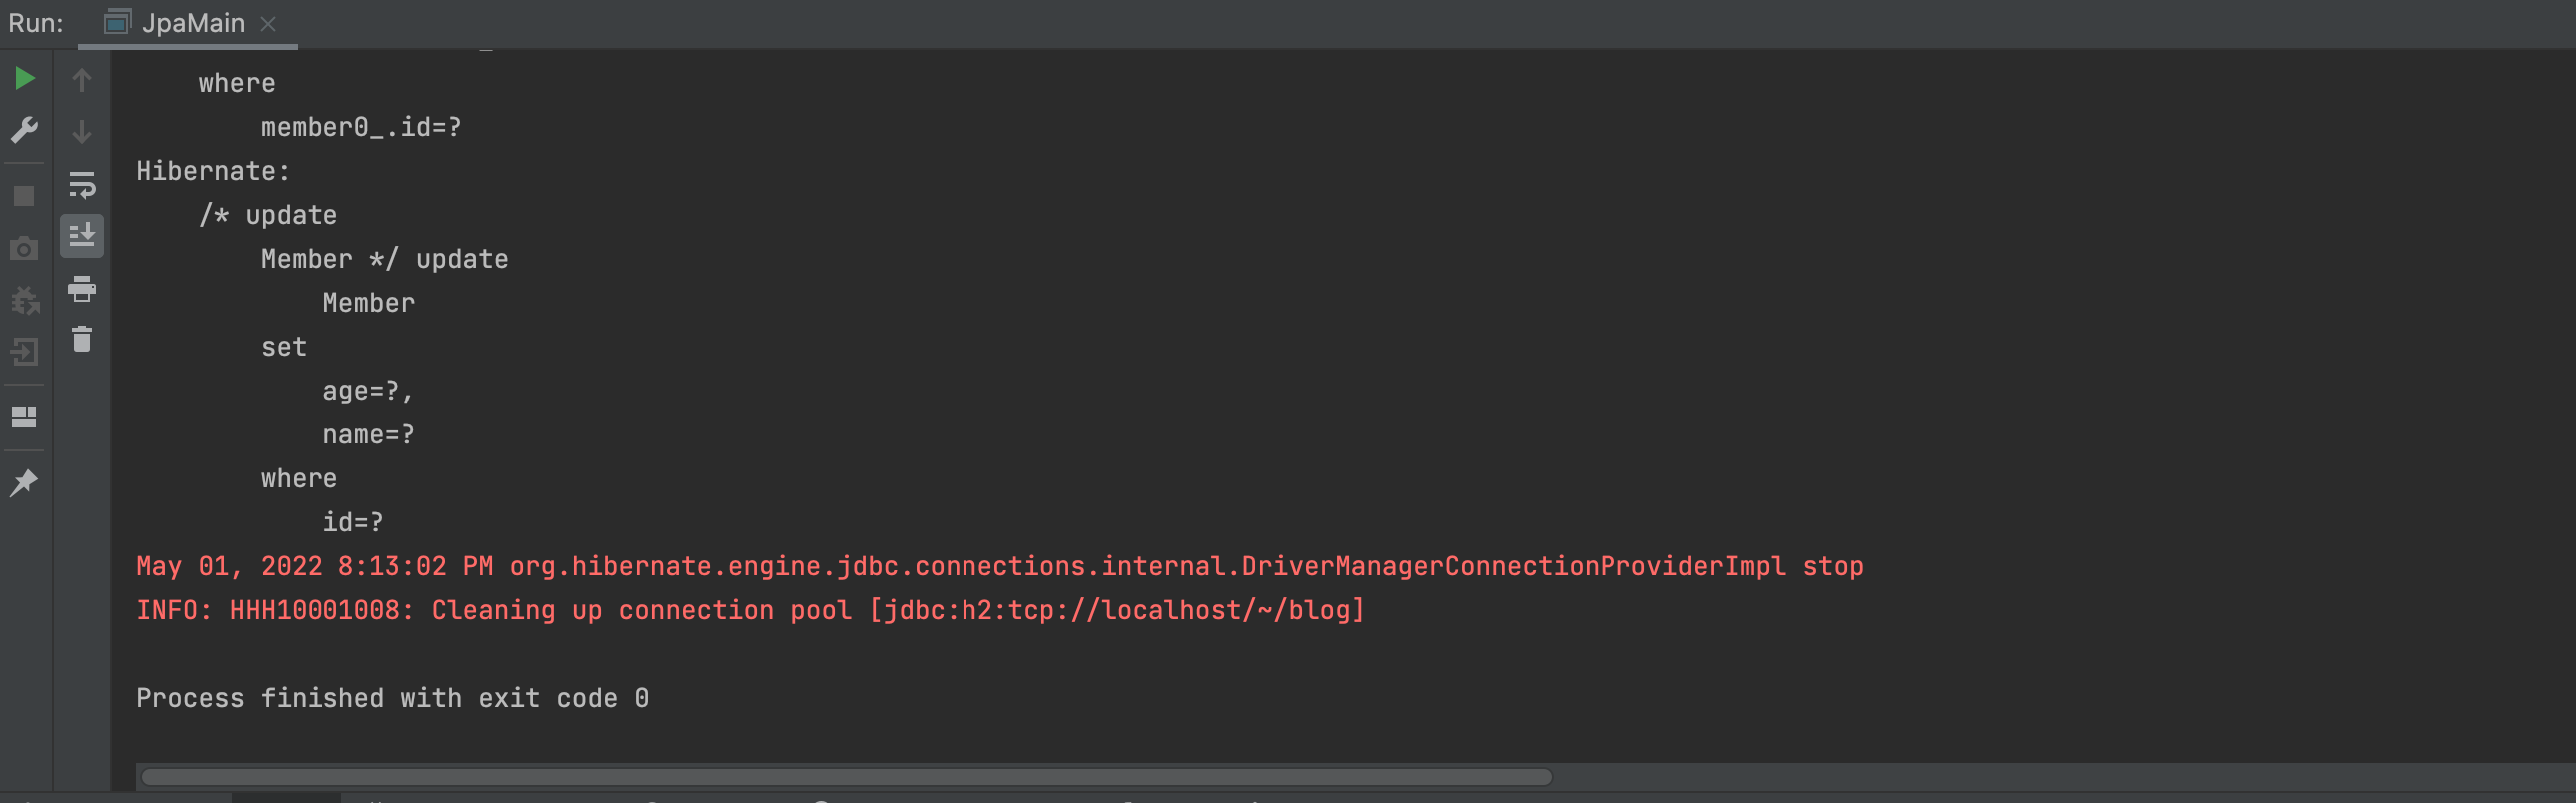 Run: JpaMain
where
member0_.id=?
Hibernate:
/* update
Member */ update
Member
set
age=?,
name=?
where
id=?
May 01, 2022 8:13:02 PM org.hibernate.engine.jdbc.connections.internal.DriverManagerConnectionProviderImpl stop
INFO: HHH10001008: Cleaning up connection pool [jdbc:h2:tcp://localhost/~/blog]
Process finished with exit code 0